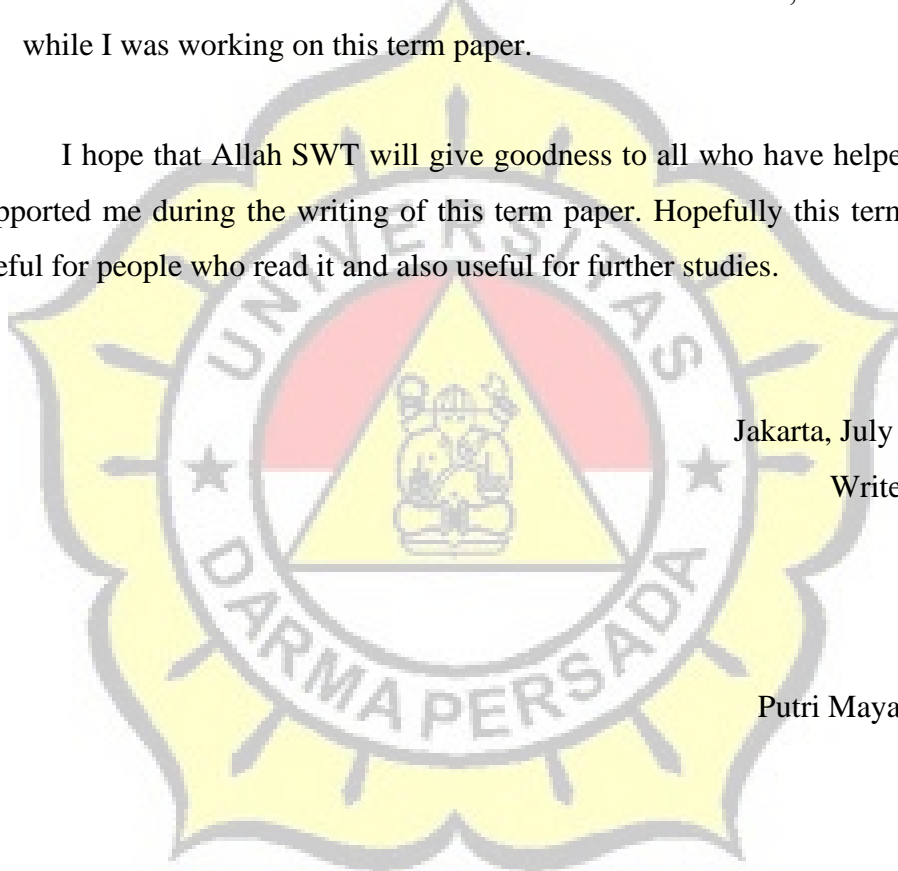 while I was working on this term paper.
I hope that Allah SWT will give goodness to all who have helpe
pported me during the writing of this term paper. Hopefully this term
eful for people who read it and also useful for further studies.
UNIVERSITAS
Jakarta, July
Write
DARMA PERSADA
Putri Maya